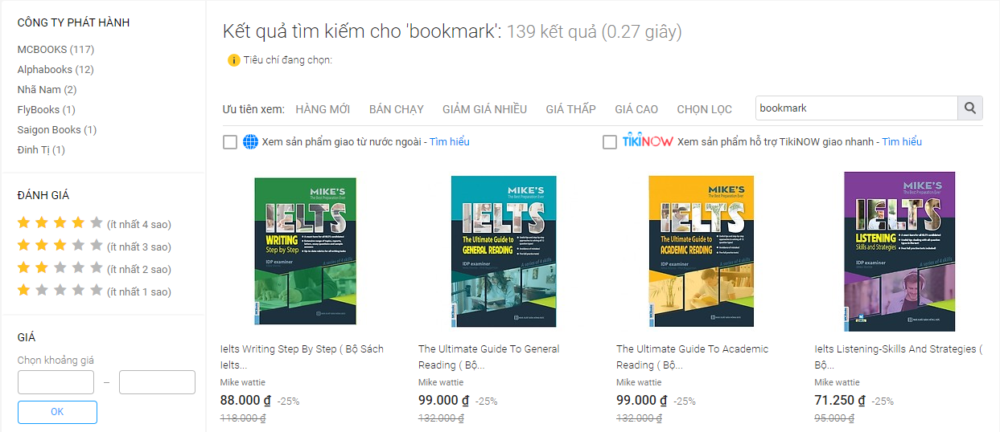 CÔNG TY PHÁT HÀNH
MCBOOKS (117)
Alphabooks (12)
Nhã Nam (2)
FlyBooks (1)
Saigon Books (1)
Đinh Tị (1)
ĐÁNH GIÁ
(ít nhất 4 sao)
(ít nhất 3 sao)
(ít nhất 2 sao)
(ít nhất 1 sao)
GIÁ
Chọn khoảng giá
–
OK
Kết quả tìm kiếm cho 'bookmark': 139 kết quả (0.27 giây)
Tiêu chí đang chọn:
Ưu tiên xem: HÀNG MỚI BÁN CHẠY GIẢM GIÁ NHIỀU GIÁ THẤP GIÁ CAO CHỌN LỌC
bookmark
Xem sản phẩm giao từ nước ngoài - Tìm hiểu
TIKINOW Xem sản phẩm hỗ trợ TikiNOW giao nhanh - Tìm hiểu
MIKE'S
The Best Preparation Ever
IELTS
WRITING
Step by Step
IDP examiner
A series of 4 skills
MCBooks
Ielts Writing Step By Step ( Bộ Sách
Ielts...
Mike wattie
88.000 ₫ -25%
118.000 ₫
MIKE'S
The Best Preparation Ever
IELTS
The Ultimate Guide to
GENERAL READING
IDP examiner
A series of 4 skills
MCBooks
The Ultimate Guide To General
Reading ( Bộ...
Mike wattie
99.000 ₫ -25%
132.000 ₫
MIKE'S
The Best Preparation Ever
IELTS
The Ultimate Guide to
ACADEMIC READING
IDP examiner
A series of 4 skills
MCBooks
The Ultimate Guide To Academic
Reading ( Bộ...
Mike wattie
99.000 ₫ -25%
132.000 ₫
MIKE'S
The Best Preparation Ever
IELTS
LISTENING
Skills and Strategies
IDP examiner
A series of 4 skills
MCBooks
Ielts Listening-Skills And Strategies (
Bộ...
Mike wattie
71.250 ₫ -25%
95.000 ₫